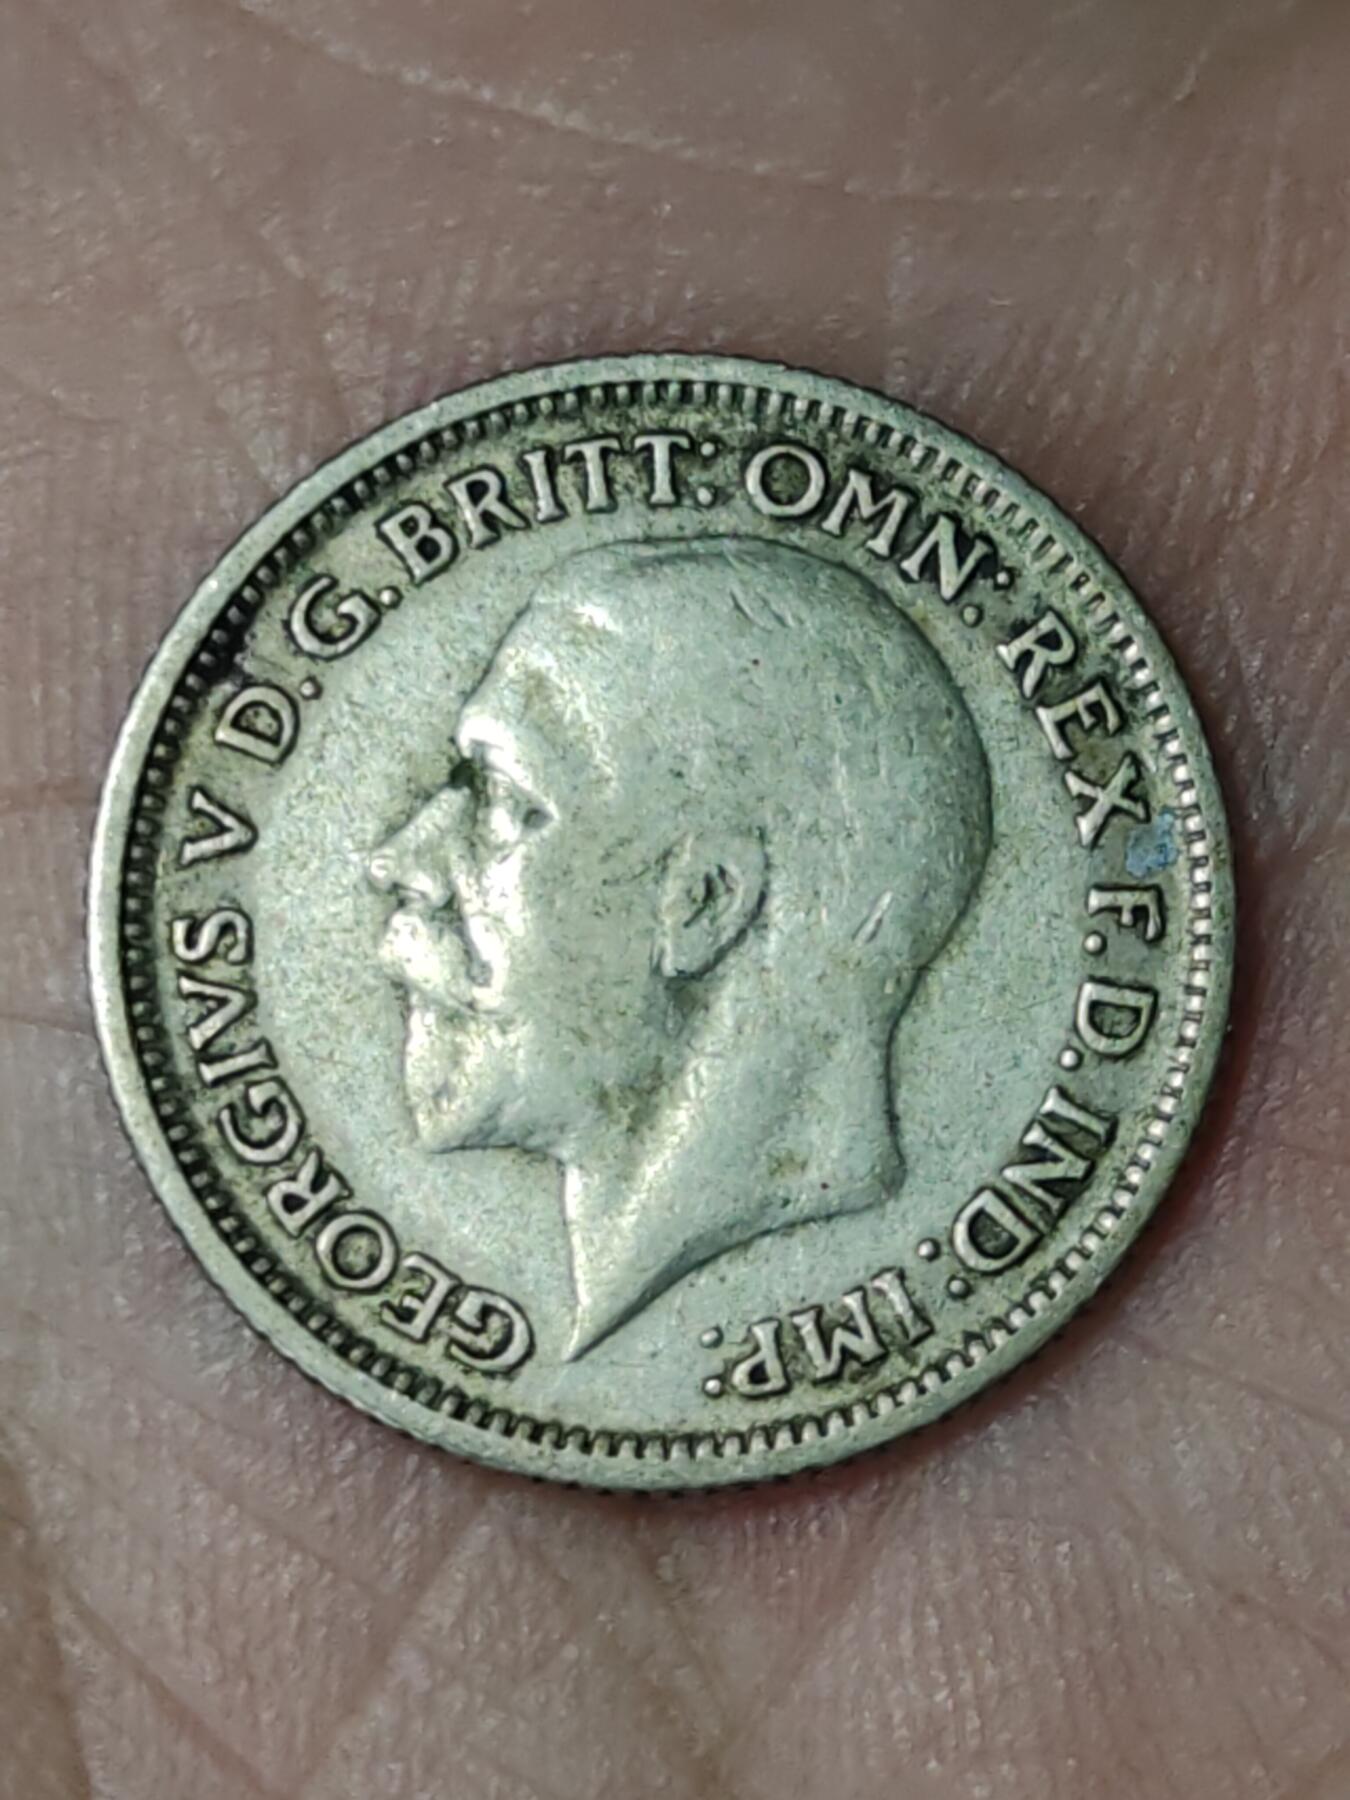 GEORGIVS V D.G.BRITT: OMN: REX F.D.IND: IMP: